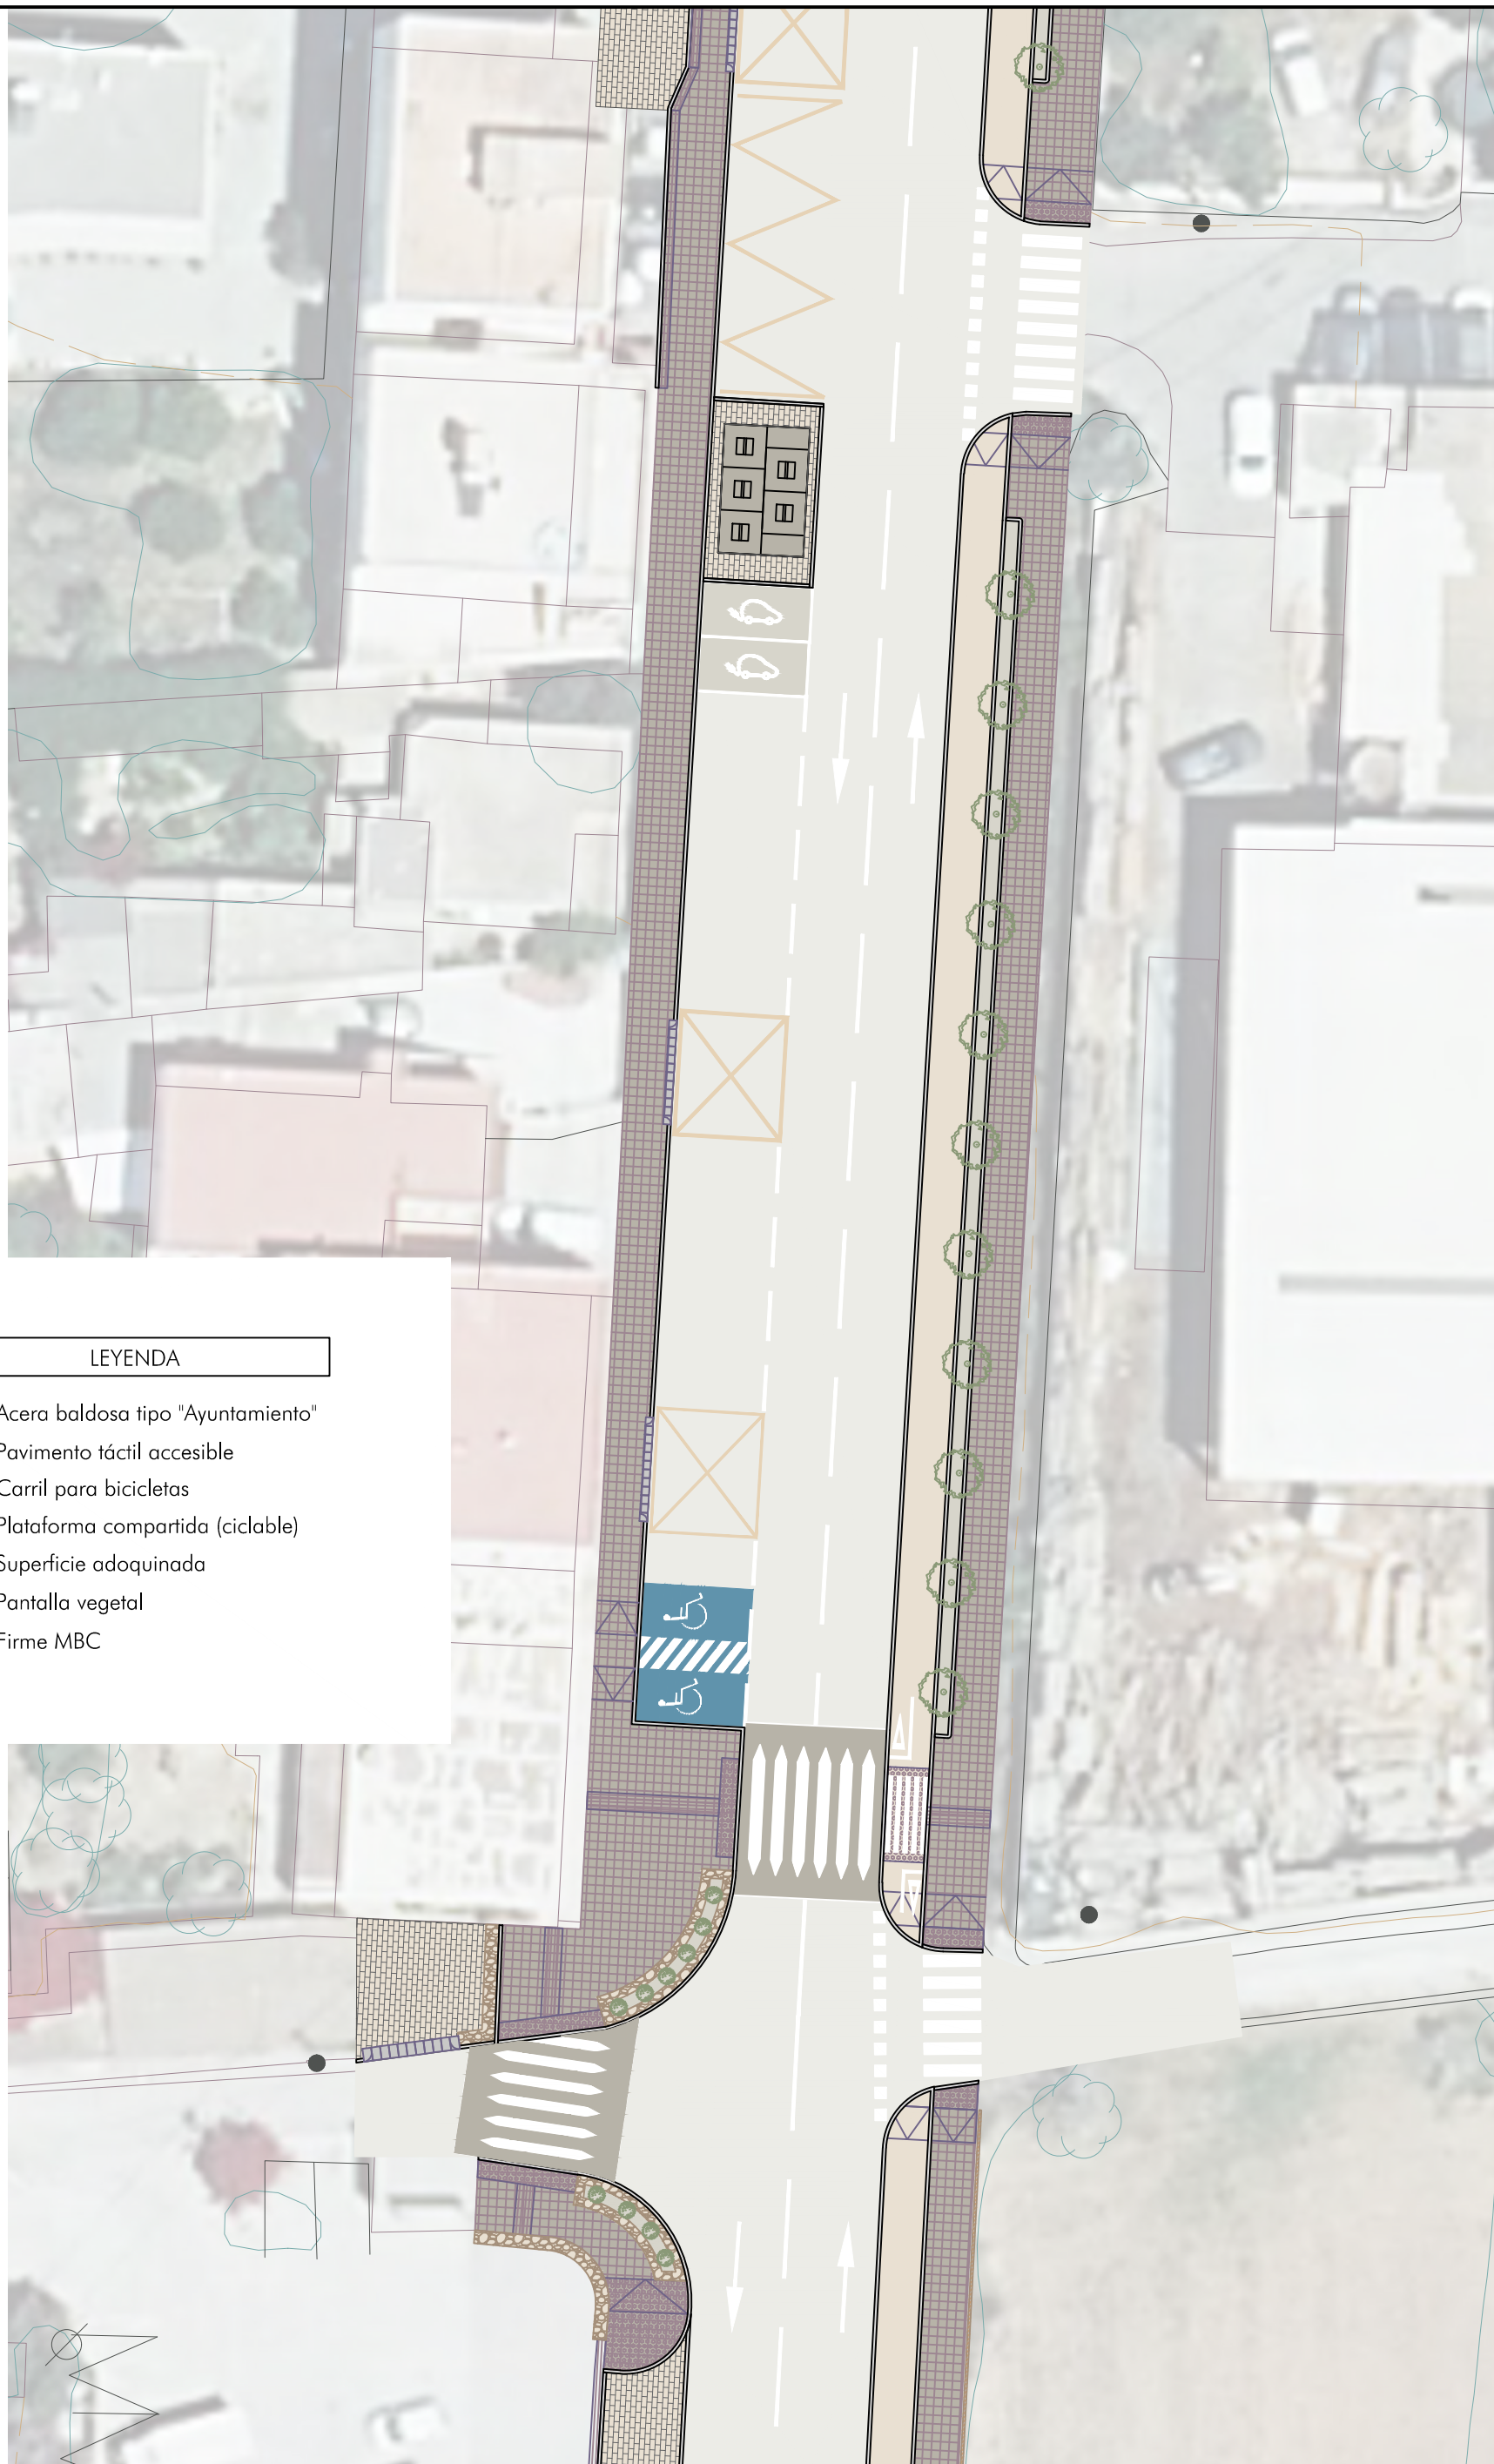 LEYENDA
Acera baldosa tipo "Ayuntamiento"
Pavimento táctil accesible
Carril para bicicletas
Plataforma compartida (ciclable)
Superficie adoquinada
Pantalla vegetal
Firme MBC